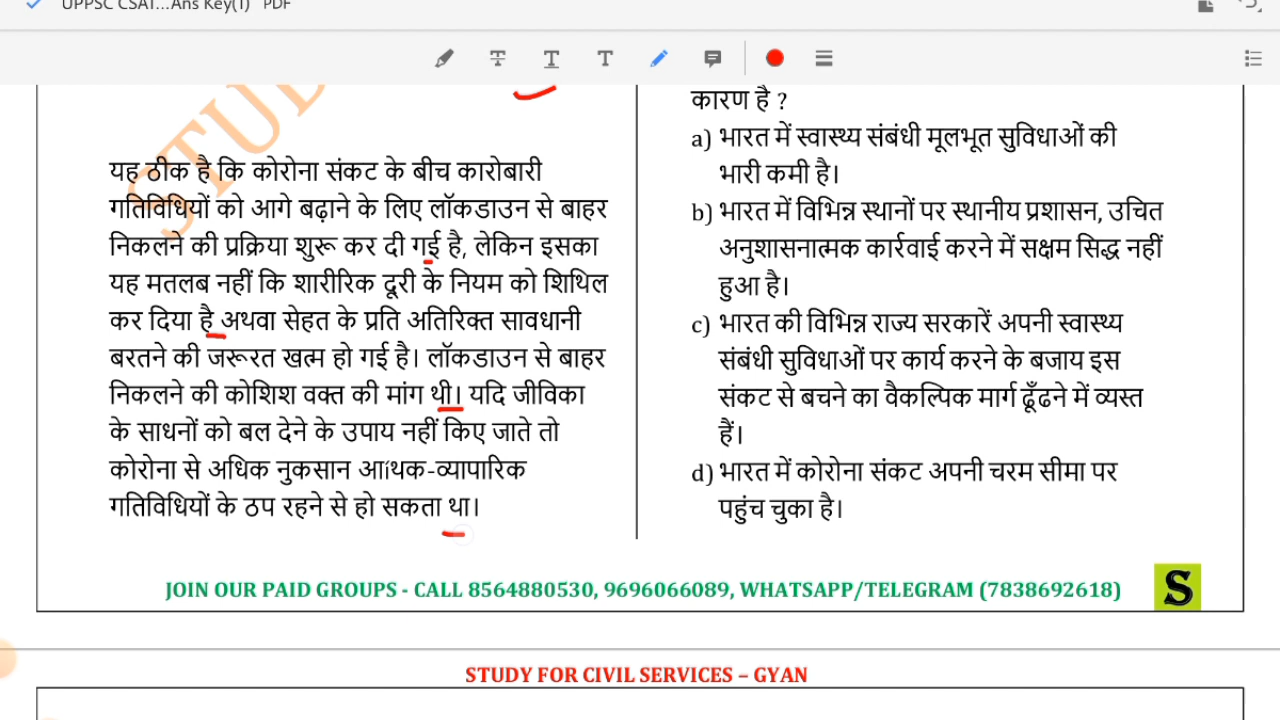 UPPSC CSAT...Ans Key(1) PDF
यह ठीक है कि कोरोना संकट के बीच कारोबारी
गतिविधियों को आगे बढ़ाने के लिए लॉकडाउन से बाहर
निकलने की प्रक्रिया शुरू कर दी गई है, लेकिन इसका
यह मतलब नहीं कि शारीरिक दूरी के नियम को शिथिल
कर दिया है अथवा सेहत के प्रति अतिरिक्त सावधानी
बरतने की जरूरत खत्म हो गई है। लॉकडाउन से बाहर
निकलने की कोशिश वक्त की मांग थी। यदि जीविका
के साधनों को बल देने के उपाय नहीं किए जाते तो
कोरोना से अधिक नुकसान आíथक-व्यापारिक
गतिविधियों के ठप रहने से हो सकता था।
कारण है ?
a) भारत में स्वास्थ्य संबंधी मूलभूत सुविधाओं की
भारी कमी है।
b) भारत में विभिन्न स्थानों पर स्थानीय प्रशासन, उचित
अनुशासनात्मक कार्रवाई करने में सक्षम सिद्ध नहीं
हुआ है।
c) भारत की विभिन्न राज्य सरकारें अपनी स्वास्थ्य
संबंधी सुविधाओं पर कार्य करने के बजाय इस
संकट से बचने का वैकल्पिक मार्ग ढूँढने में व्यस्त
हैं।
d) भारत में कोरोना संकट अपनी चरम सीमा पर
पहुंच चुका है।
JOIN OUR PAID GROUPS - CALL 8564880530, 9696066089, WHATSAPP/TELEGRAM (7838692618)
S
STUDY FOR CIVIL SERVICES – GYAN